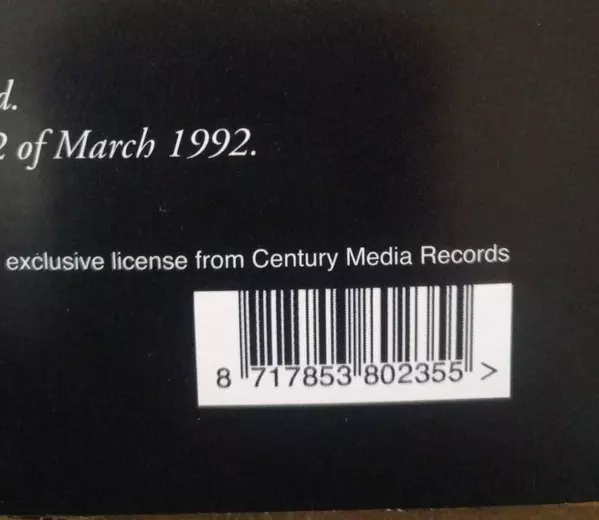 d.
2 of March 1992.
exclusive license from Century Media Records
8 717853 802355 >